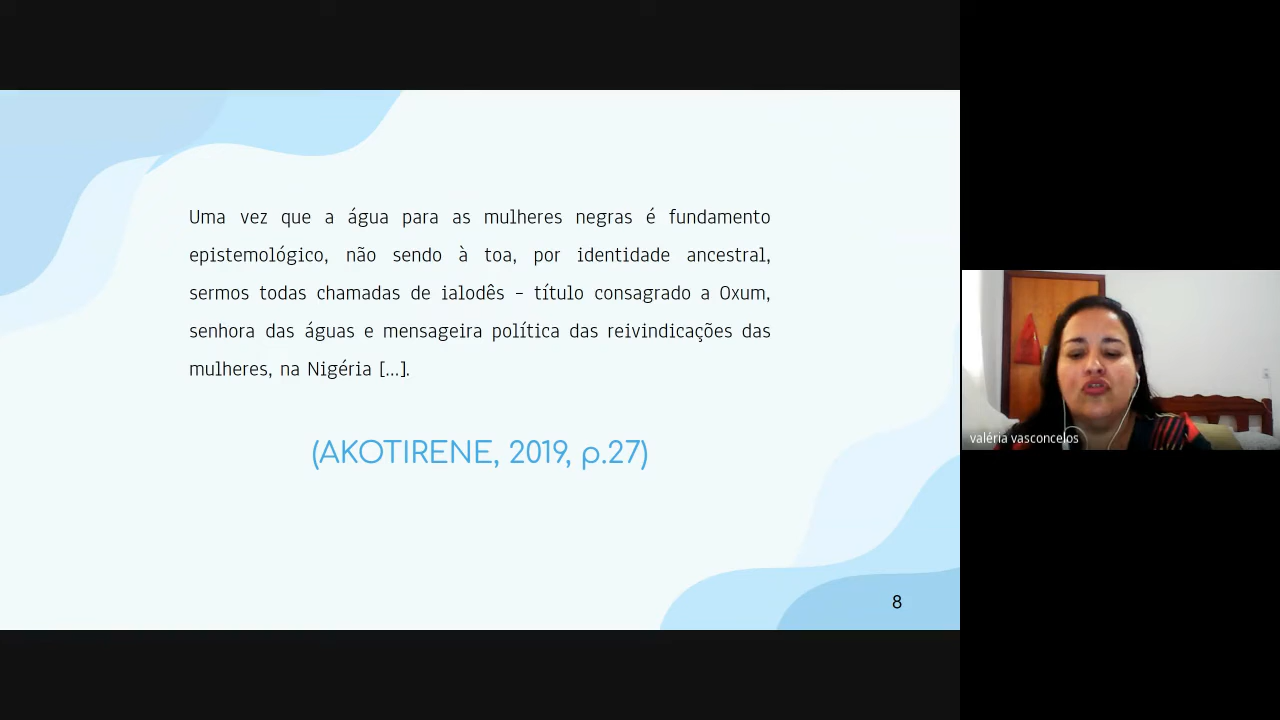 Uma vez que a água para as mulheres negras é fundamento
epistemológico, não sendo à toa, por identidade ancestral,
sermos todas chamadas de ialodês – título consagrado a Oxum,
senhora das águas e mensageira política das reivindicações das
mulheres, na Nigéria [...].
(AKOTIRENE, 2019, p.27)
8
valéria vasconcelos